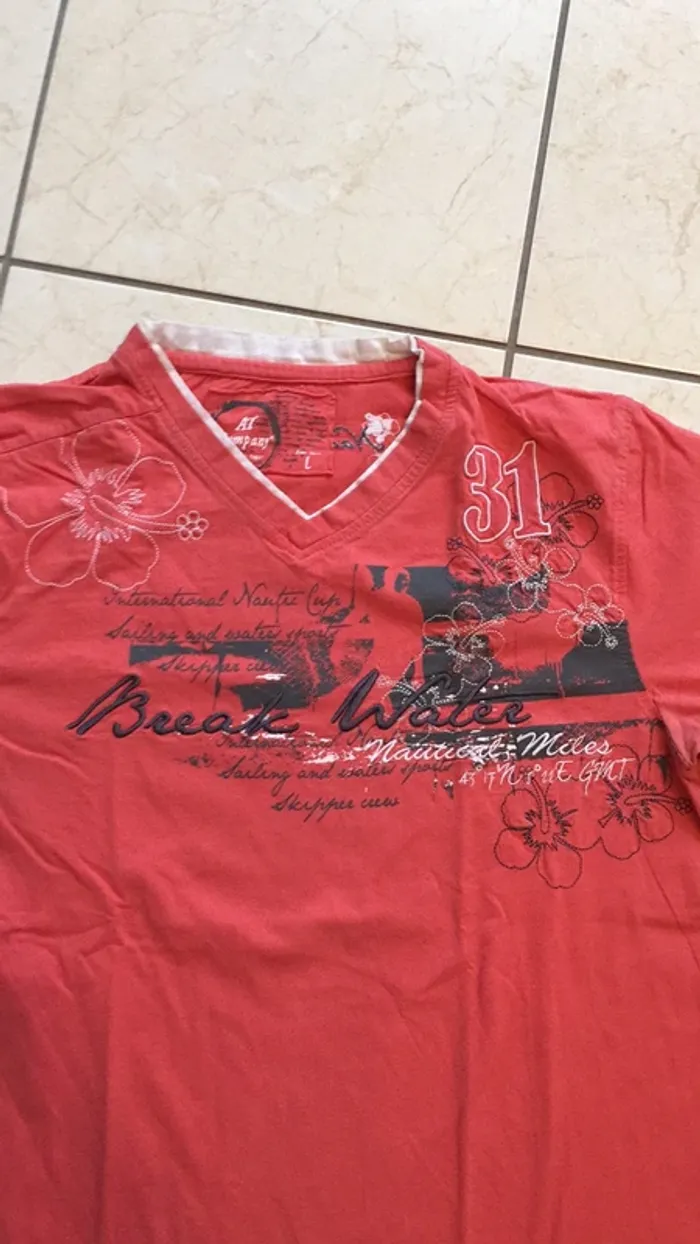 Company
L
31
International Nautic Cup
Sailing and water sports
Skipper crew
Break Water
Nautical Miles
Sailing and water sports
Skipper crew